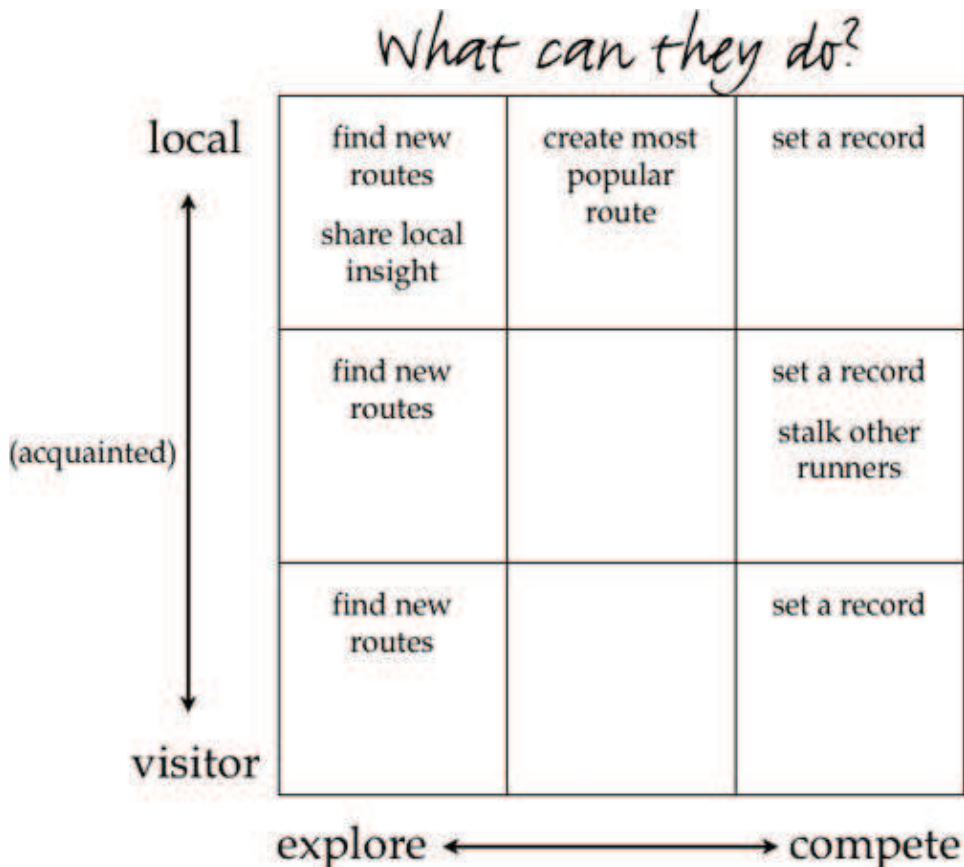 What can they do?
local
find new
routes
share local
insight
create most
popular
route
set a record
(acquainted)
find new
routes
set a record
stalk other
runners
visitor
find new
routes
set a record
explore
compete